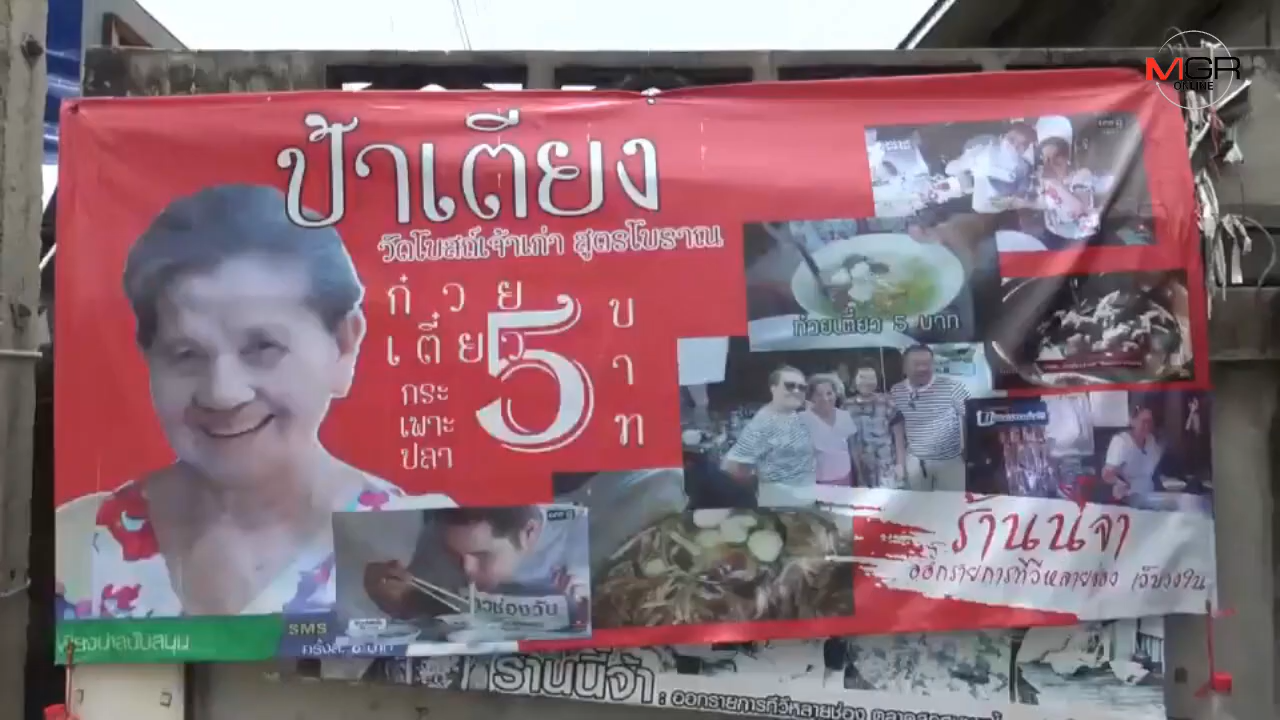 MGR
ONLINE
ป้าเตียง
วัดโบสถ์เจ้าเก่า สูตรโบราณ
ก๋วย
เตี๋ยว
5
บาท
กระ
เพาะ
ปลา
ก๋วยเตี๋ยว 5 บาท
ร้านนี้จ้า
ออกรายการทีวีหลายช่อง
SMS
ร้านนี้จ้า : ออกรายการทีวีหลายช่อง